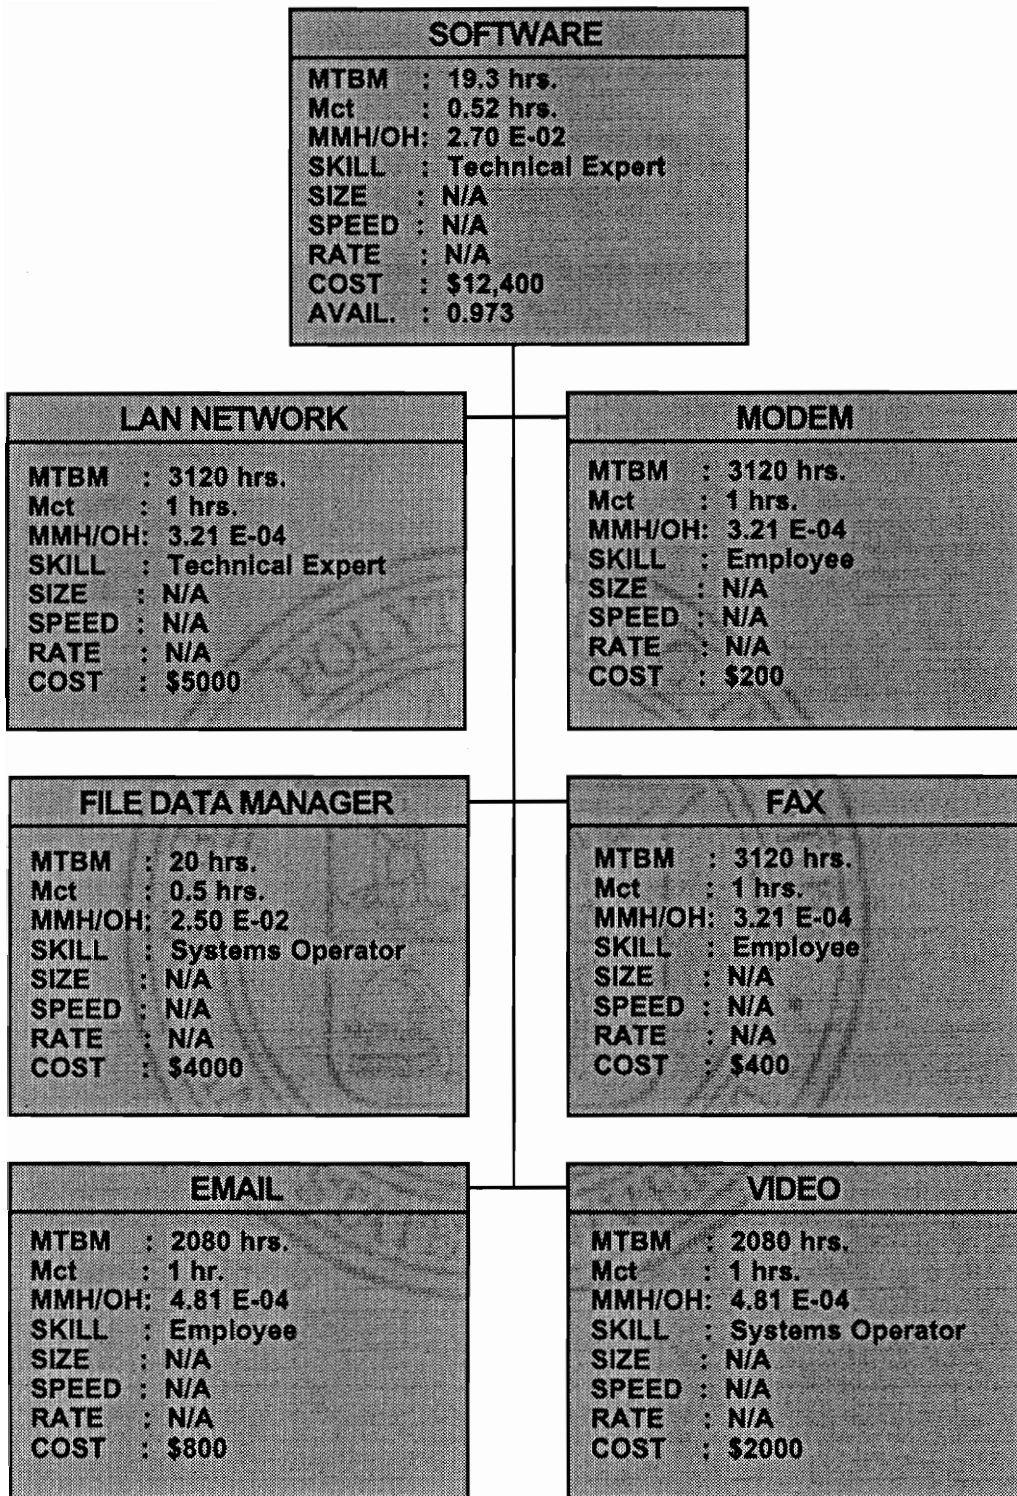 SOFTWARE
MTBM : 19.3 hrs.
Mct : 0.52 hrs.
MMH/OH: 2.70 E-02
SKILL : Technical Expert
SIZE : N/A
SPEED : N/A
RATE : N/A
COST : $12,400
AVAIL. : 0.973
LAN NETWORK
MTBM : 3120 hrs.
Mct : 1 hrs.
MMH/OH: 3.21 E-04
SKILL : Technical Expert
SIZE : N/A
SPEED : N/A
RATE : N/A
COST : $5000
MODEM
MTBM : 3120 hrs.
Mct : 1 hrs.
MMH/OH: 3.21 E-04
SKILL : Employee
SIZE : N/A
SPEED : N/A
RATE : N/A
COST : $200
FILE DATA MANAGER
MTBM : 20 hrs.
Mct : 0.5 hrs.
MMH/OH: 2.50 E-02
SKILL : Systems Operator
SIZE : N/A
SPEED : N/A
RATE : N/A
COST : $4000
FAX
MTBM : 3120 hrs.
Mct : 1 hrs.
MMH/OH: 3.21 E-04
SKILL : Employee
SIZE : N/A
SPEED : N/A
RATE : N/A
COST : $400
EMAIL
MTBM : 2080 hrs.
Mct : 1 hr.
MMH/OH: 4.81 E-04
SKILL : Employee
SIZE : N/A
SPEED : N/A
RATE : N/A
COST : $800
VIDEO
MTBM : 2080 hrs.
Mct : 1 hrs.
MMH/OH: 4.81 E-04
SKILL : Systems Operator
SIZE : N/A
SPEED : N/A
RATE : N/A
COST : $2000